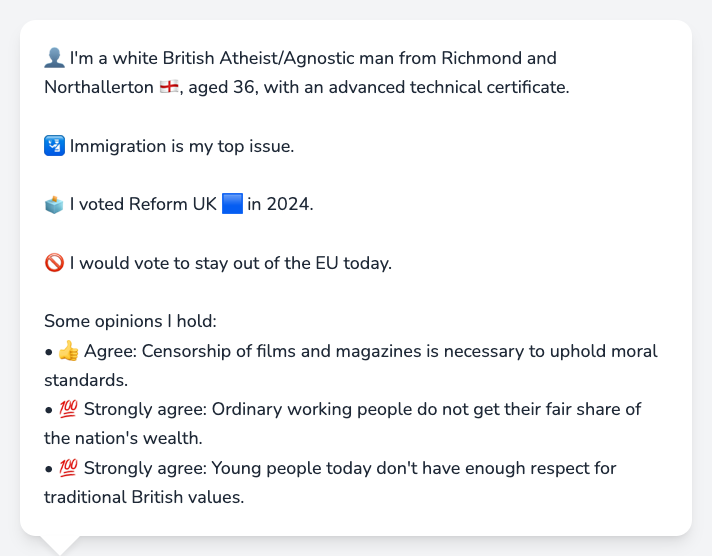 👤 I'm a white British Atheist/Agnostic man from Richmond and
Northallerton 🏴󠁧󠁢󠁥󠁮󠁧󠁿, aged 36, with an advanced technical certificate.
🛂 Immigration is my top issue.
🗳️ I voted Reform UK 🟦 in 2024.
🚫 I would vote to stay out of the EU today.
Some opinions I hold:
• 👍 Agree: Censorship of films and magazines is necessary to uphold moral
standards.
• 💯 Strongly agree: Ordinary working people do not get their fair share of
the nation's wealth.
• 💯 Strongly agree: Young people today don't have enough respect for
traditional British values.